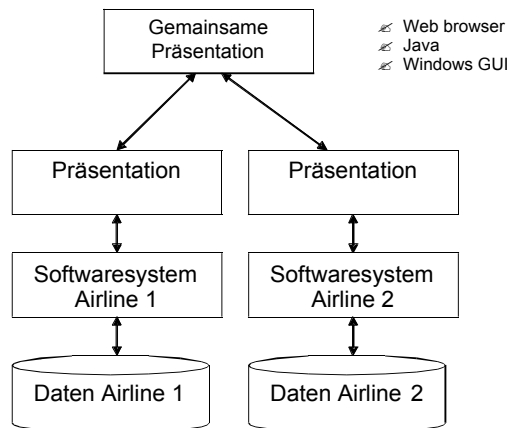 Gemainsame
Präsentation
Web browser
Java
Windows GUI
Präsentation
Präsentation
Softwaresystem
Airline 1
Softwaresystem
Airline 2
Daten Airline 1
Daten Airline 2